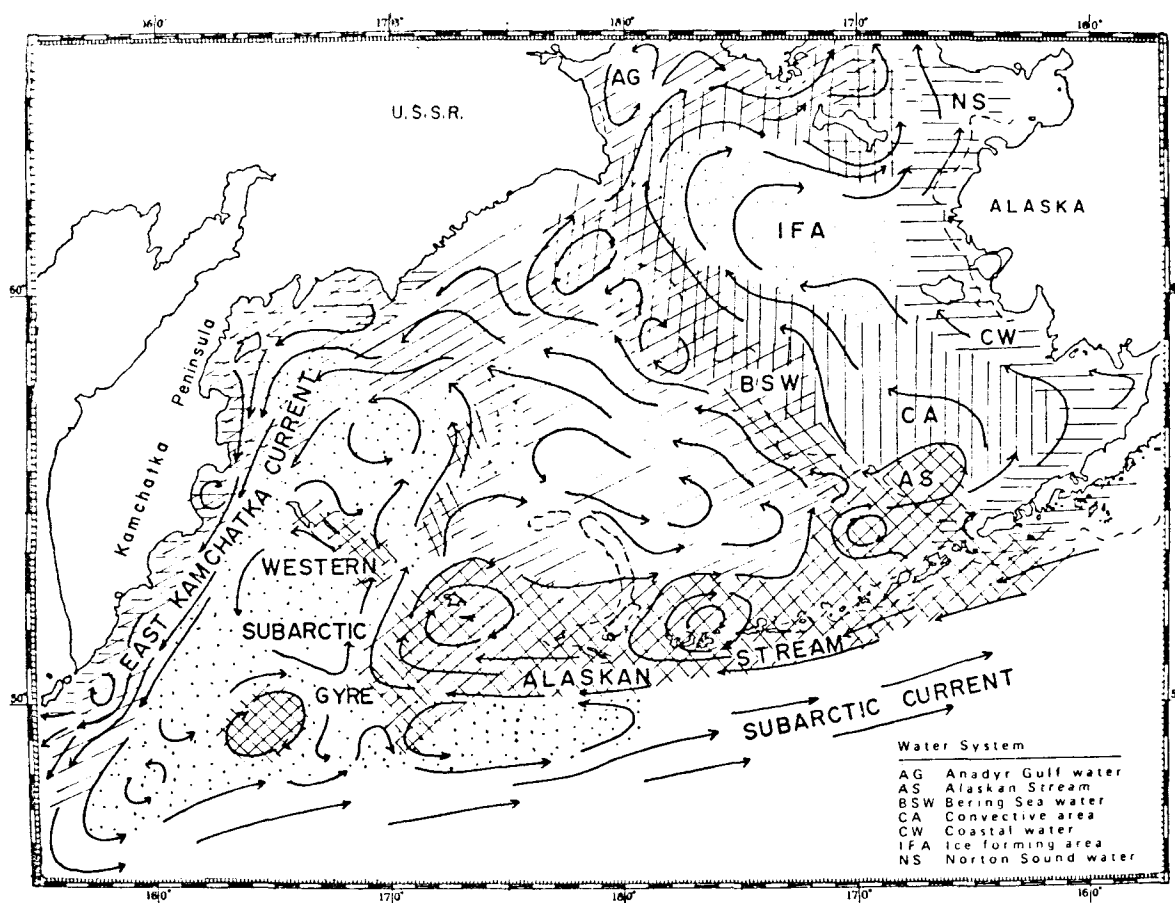 160° 170° 180° 170° 160°
AG
NS
U.S.S.R.
ALASKA
IFA
60°
Kamchatka Peninsula
CW
BSW
CA
EAST KAMCHATKA CURRENT
AS
WESTERN
SUBARCTIC
STREAM
ALASKAN
GYRE
50°
SUBARCTIC CURRENT
Water System
AG Anadyr Gulf water
AS Alaskan Stream
BSW Bering Sea water
CA Convective area
CW Coastal water
IFA Ice forming area
NS Norton Sound water
160° 170° 180° 170° 160°